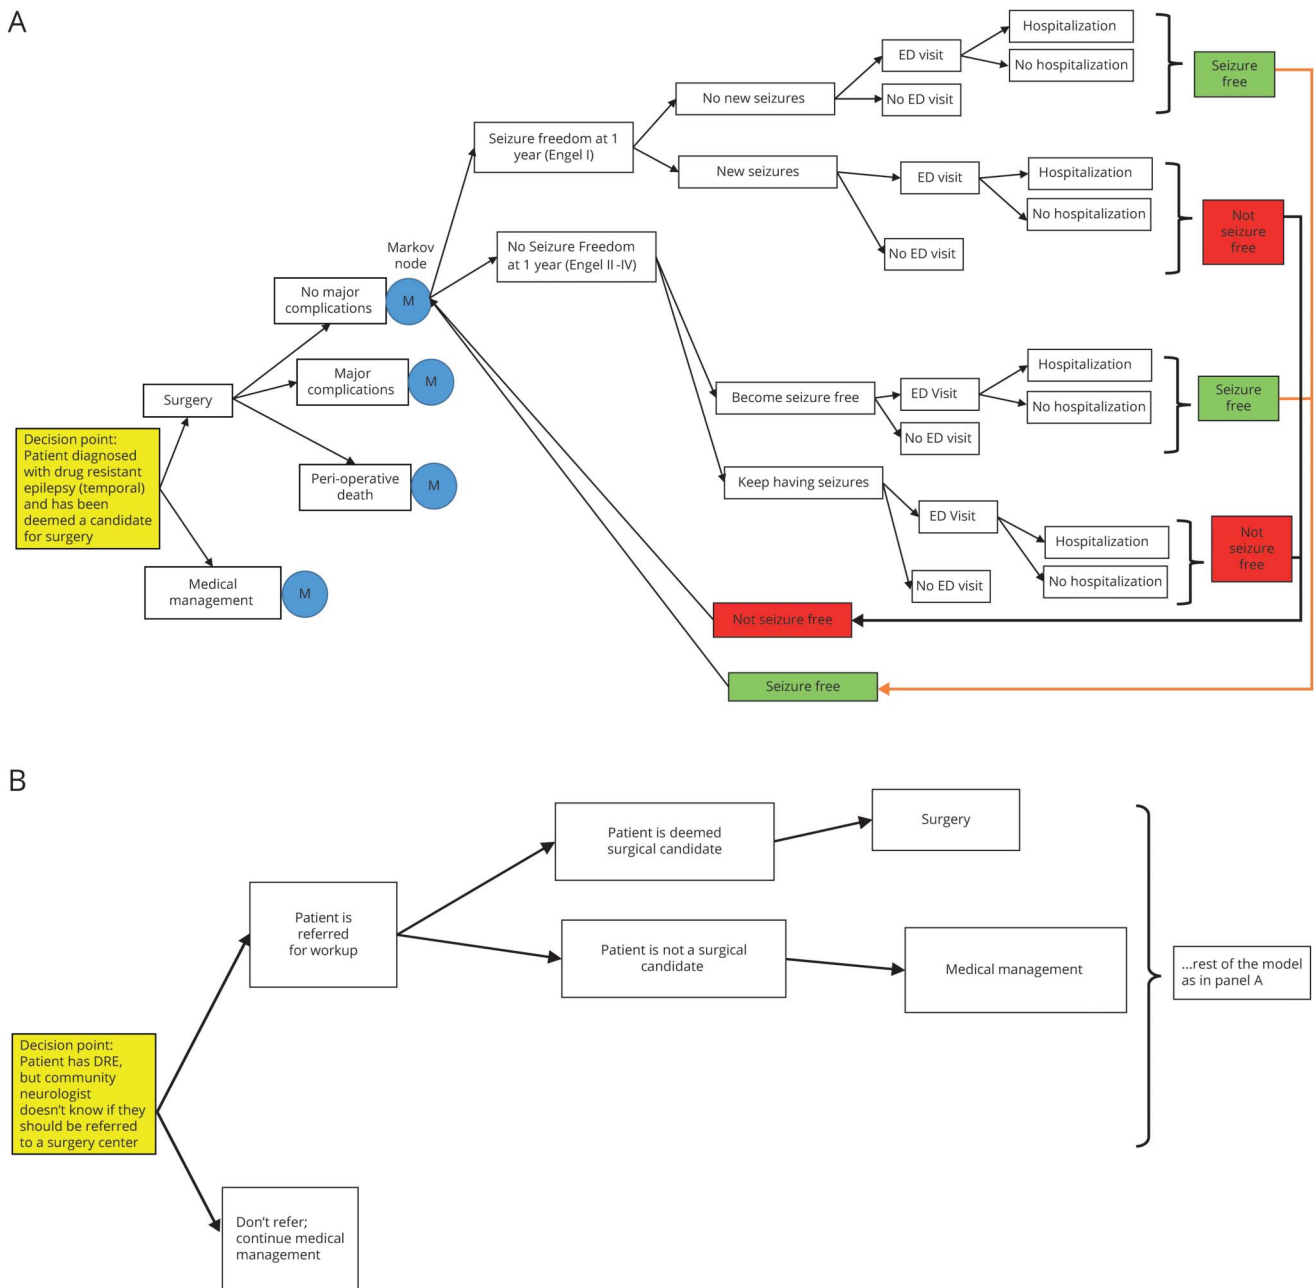 A
Hospitalization
ED visit
No hospitalization
Seizure
free
No new seizures
No ED visit
Seizure freedom at 1
year (Engel I)
New seizures
ED visit
Hospitalization
No hospitalization
No ED visit
Not
seizure
free
Markov
node
No Seizure Freedom
at 1 year (Engel II -IV)
No major
complications
M
Major
complications
M
Surgery
Peri-operative
death
M
Decision point:
Patient diagnosed
with drug resistant
epilepsy (temporal)
and has been
deemed a candidate
for surgery
Medical
management
M
Become seizure free
ED Visit
Hospitalization
No hospitalization
No ED visit
Seizure
free
Keep having seizures
ED Visit
Hospitalization
No hospitalization
No ED visit
Not
seizure
free
Not seizure free
Seizure free
B
Patient is deemed
surgical candidate
Surgery
Patient is
referred
for workup
Patient is not a surgical
candidate
Medical management
...rest of the model
as in panel A
Decision point:
Patient has DRE,
but community
neurologist
doesn't know if they
should be referred
to a surgery center
Don't refer;
continue medical
management